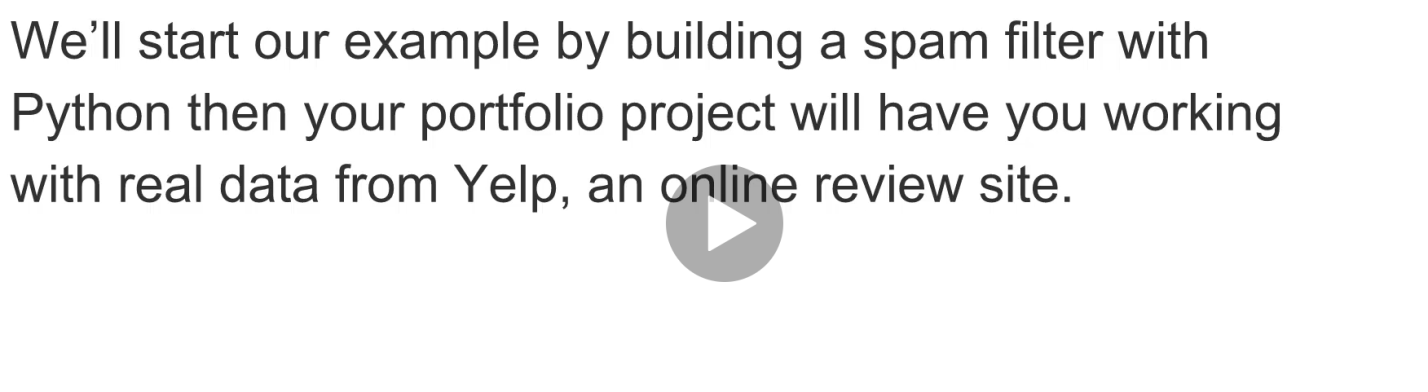 We’ll start our example by building a spam filter with
Python then your portfolio project will have you working
with real data from Yelp, an online review site.